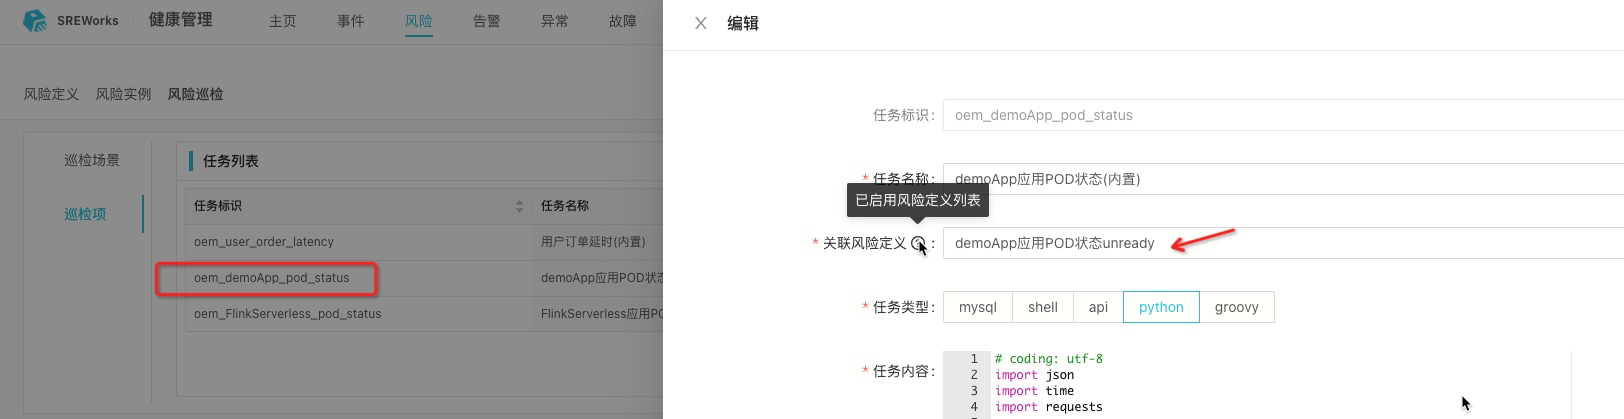 SREWorks 健康管理 主页 事件 风险 告警 异常 故障
风险定义 风险实例 风险巡检
巡检场景
巡检项
任务列表
任务标识 任务名称
oem_user_order_latency 用户订单延时(内置)
oem_demoApp_pod_status demoApp应用POD状态
oem_FlinkServerless_pod_status FlinkServerless应用PO
X 编辑
任务标识: oem_demoApp_pod_status
* 任务名称: demoApp应用POD状态(内置)
已启用风险定义列表
* 关联风险定义 : demoApp应用POD状态unready
* 任务类型: mysql shell api python groovy
* 任务内容:
1 # coding: utf-8
2 import json
3 import time
4 import requests